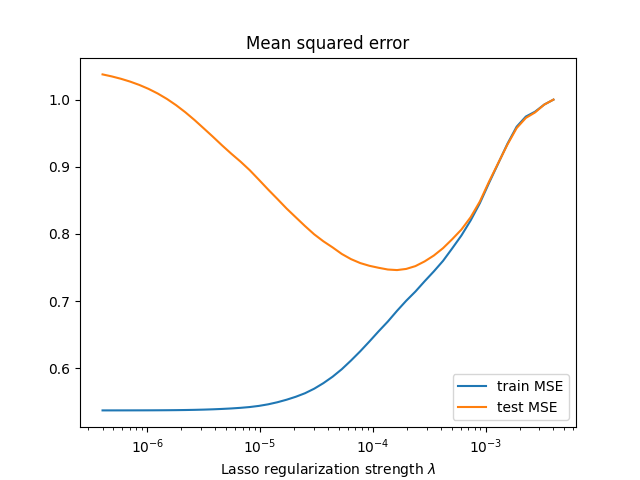 Mean squared error
1.0
0.9
0.8
0.7
0.6
10⁻⁶
10⁻⁵
10⁻⁴
10⁻³
Lasso regularization strength λ
train MSE
test MSE